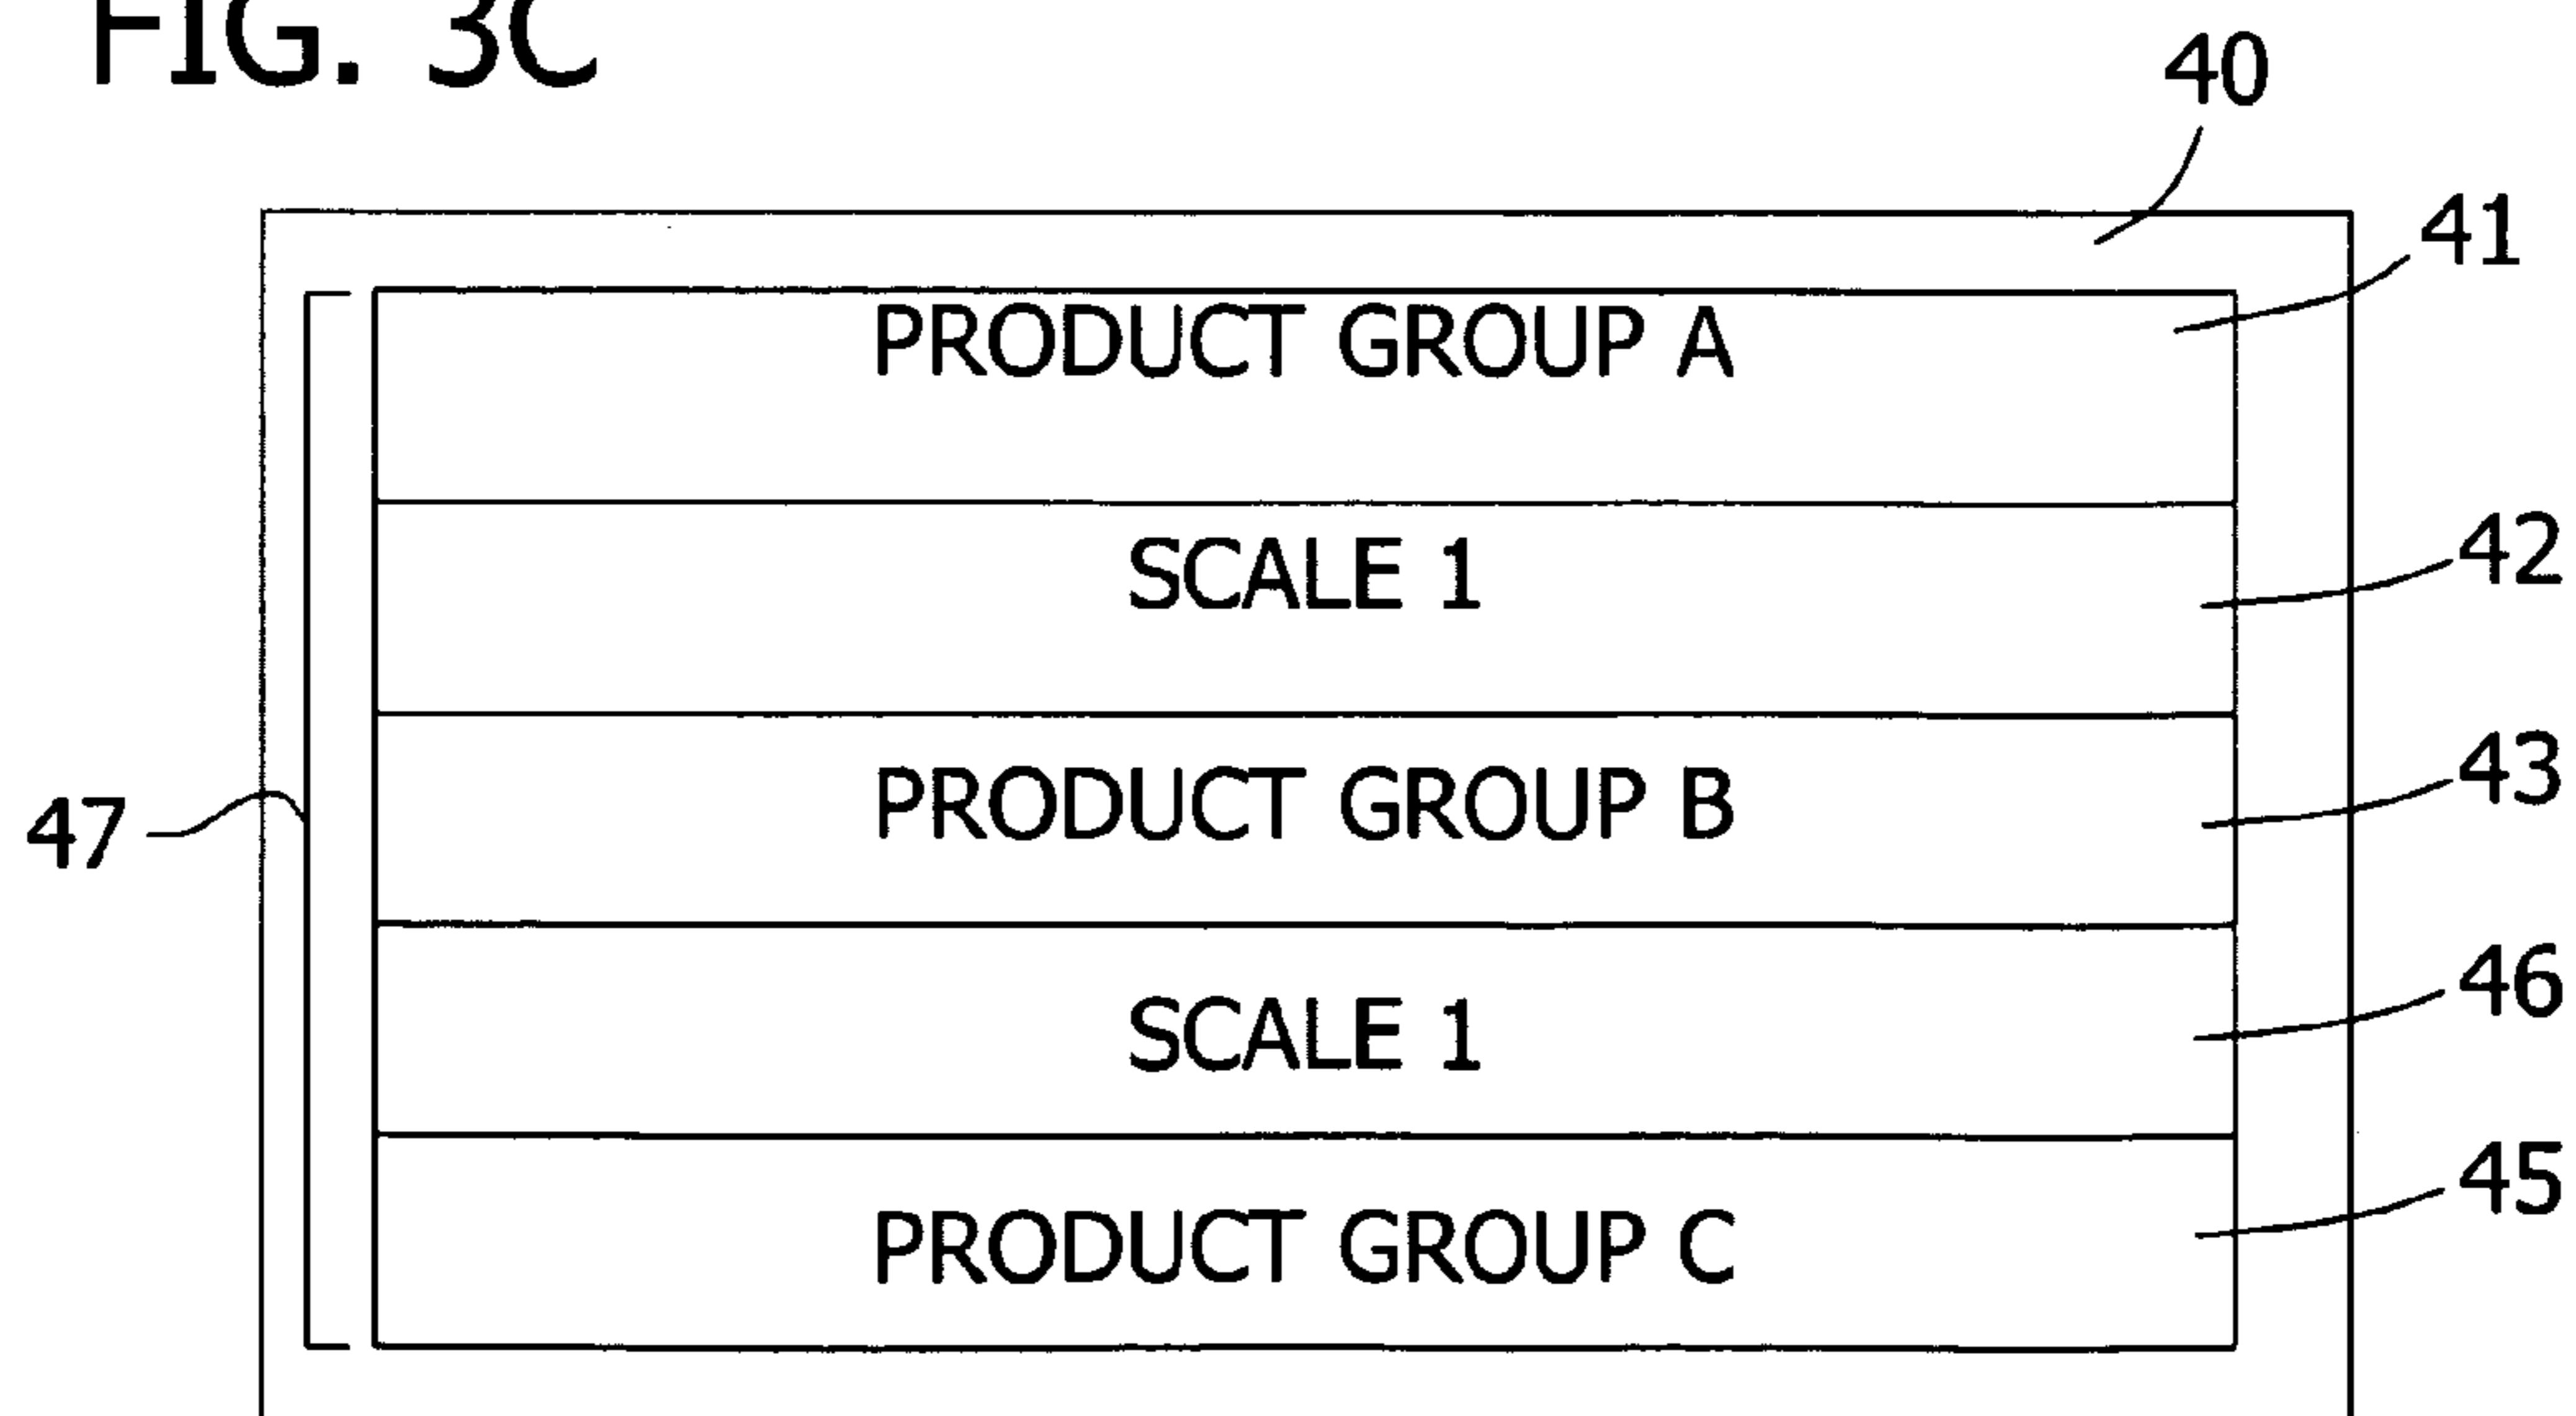 FIG. 3C
40
41
PRODUCT GROUP A
42
SCALE 1
43
PRODUCT GROUP B
47
46
SCALE 1
45
PRODUCT GROUP C